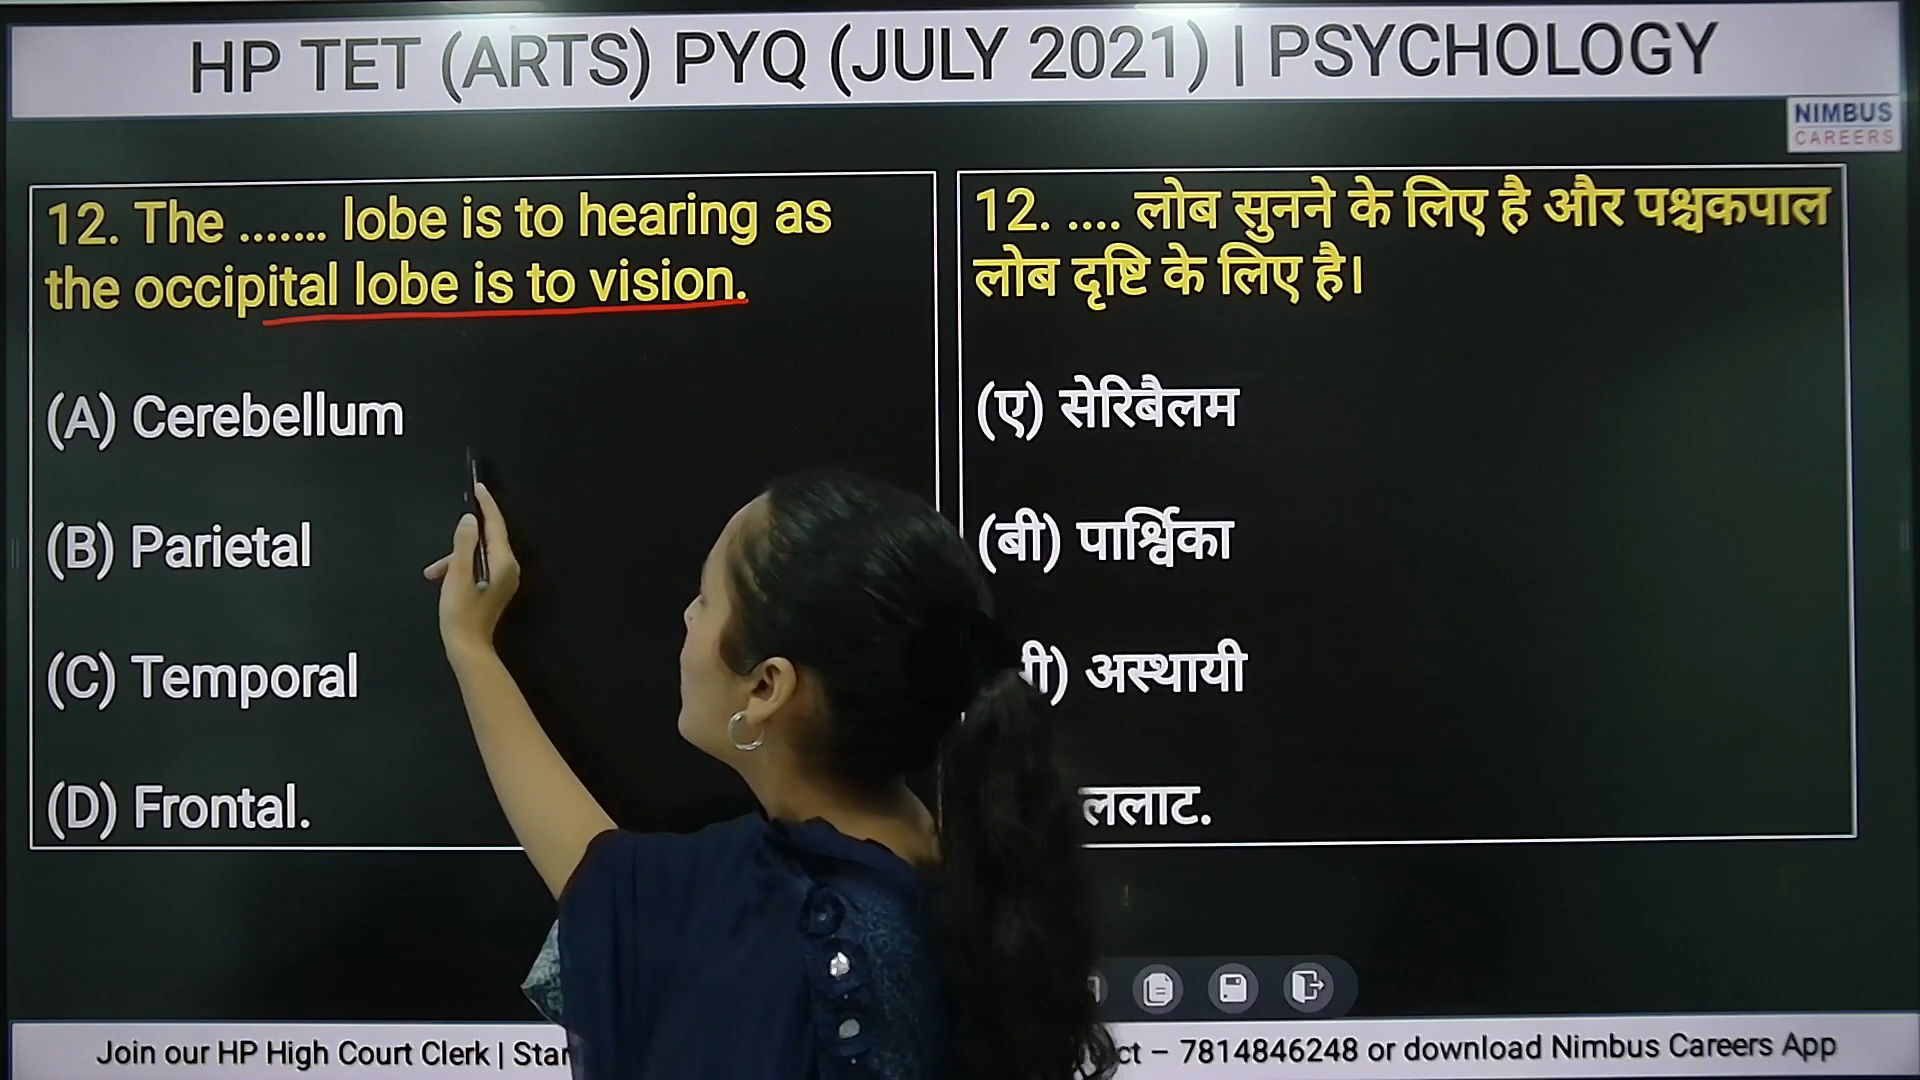 HP TET (ARTS) PYQ (JULY 2021) | PSYCHOLOGY
NIMBUS
CAREERS
12. The ....... lobe is to hearing as
the occipital lobe is to vision.
(A) Cerebellum
(B) Parietal
(C) Temporal
(D) Frontal.
12. .... लोब सुनने के लिए है और पश्चकपाल
लोब दृष्टि के लिए है।
(ए) सेरिबैलम
(बी) पार्श्विका
अस्थायी
ललाट.
Join our HP High Court Clerk | – 7814846248 or download Nimbus Careers App